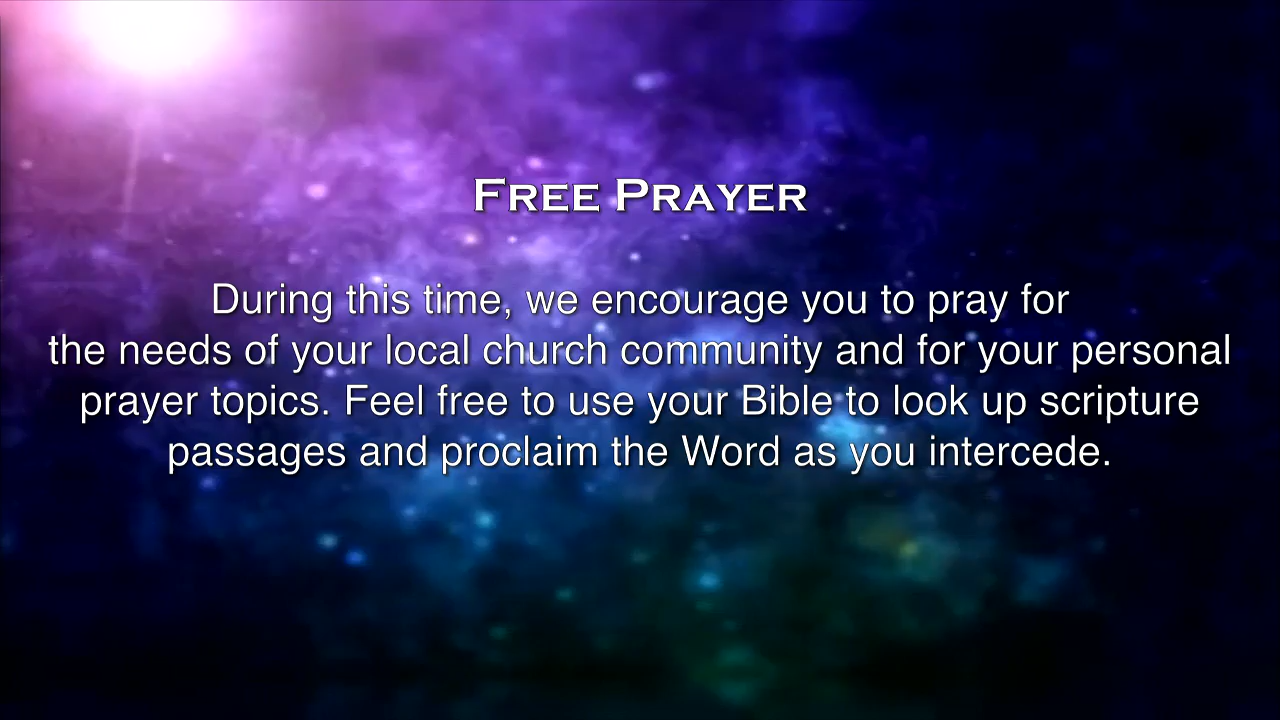 Free Prayer
During this time, we encourage you to pray for
the needs of your local church community and for your personal
prayer topics. Feel free to use your Bible to look up scripture
passages and proclaim the Word as you intercede.